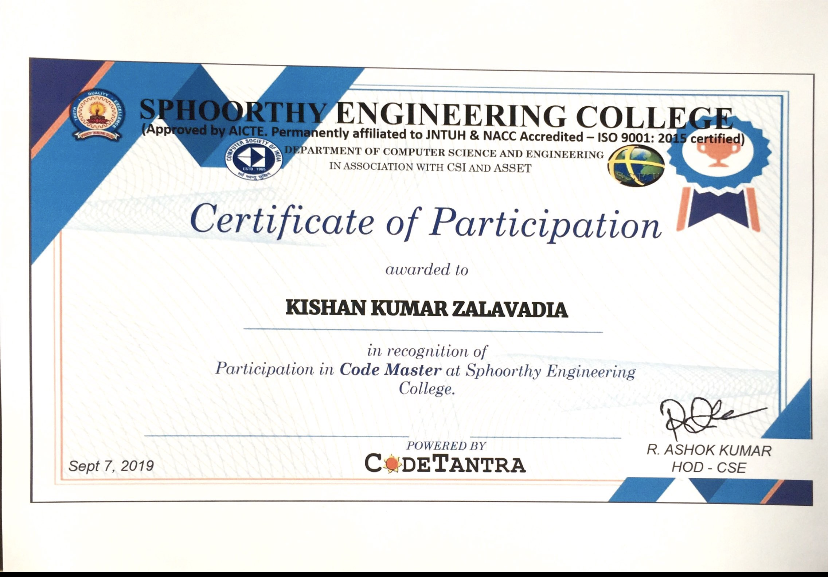 SPHOORTHY ENGINEERING COLLEGE
(Approved by AICTE. Permanently affiliated to JNTUH & NACC Accredited – ISO 9001: 2015 certified)
DEPARTMENT OF COMPUTER SCIENCE AND ENGINEERING
IN ASSOCIATION WITH CSI AND ASSET
Certificate of Participation
awarded to
KISHAN KUMAR ZALAVADIA
in recognition of
Participation in Code Master at Sphoorthy Engineering
College.
POWERED BY
CODETANTRA
Sept 7, 2019
R. ASHOK KUMAR
HOD - CSE